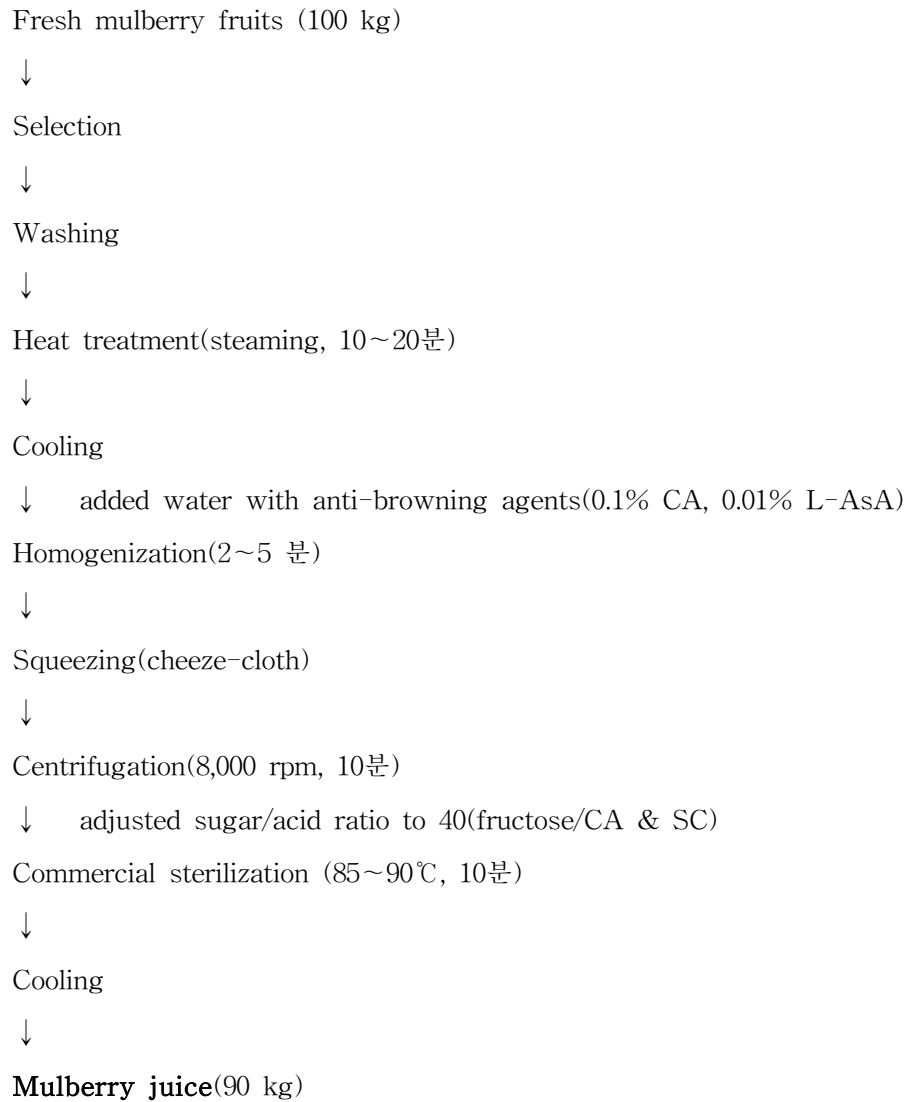 Fresh mulberry fruits (100 kg)
↓
Selection
↓
Washing
↓
Heat treatment(steaming, 10~20분)
↓
Cooling
↓ added water with anti-browning agents(0.1% CA, 0.01% L-AsA)
Homogenization(2~5 분)
↓
Squeezing(cheeze-cloth)
↓
Centrifugation(8,000 rpm, 10분)
↓ adjusted sugar/acid ratio to 40(fructose/CA & SC)
Commercial sterilization (85~90℃, 10분)
↓
Cooling
↓
Mulberry juice(90 kg)